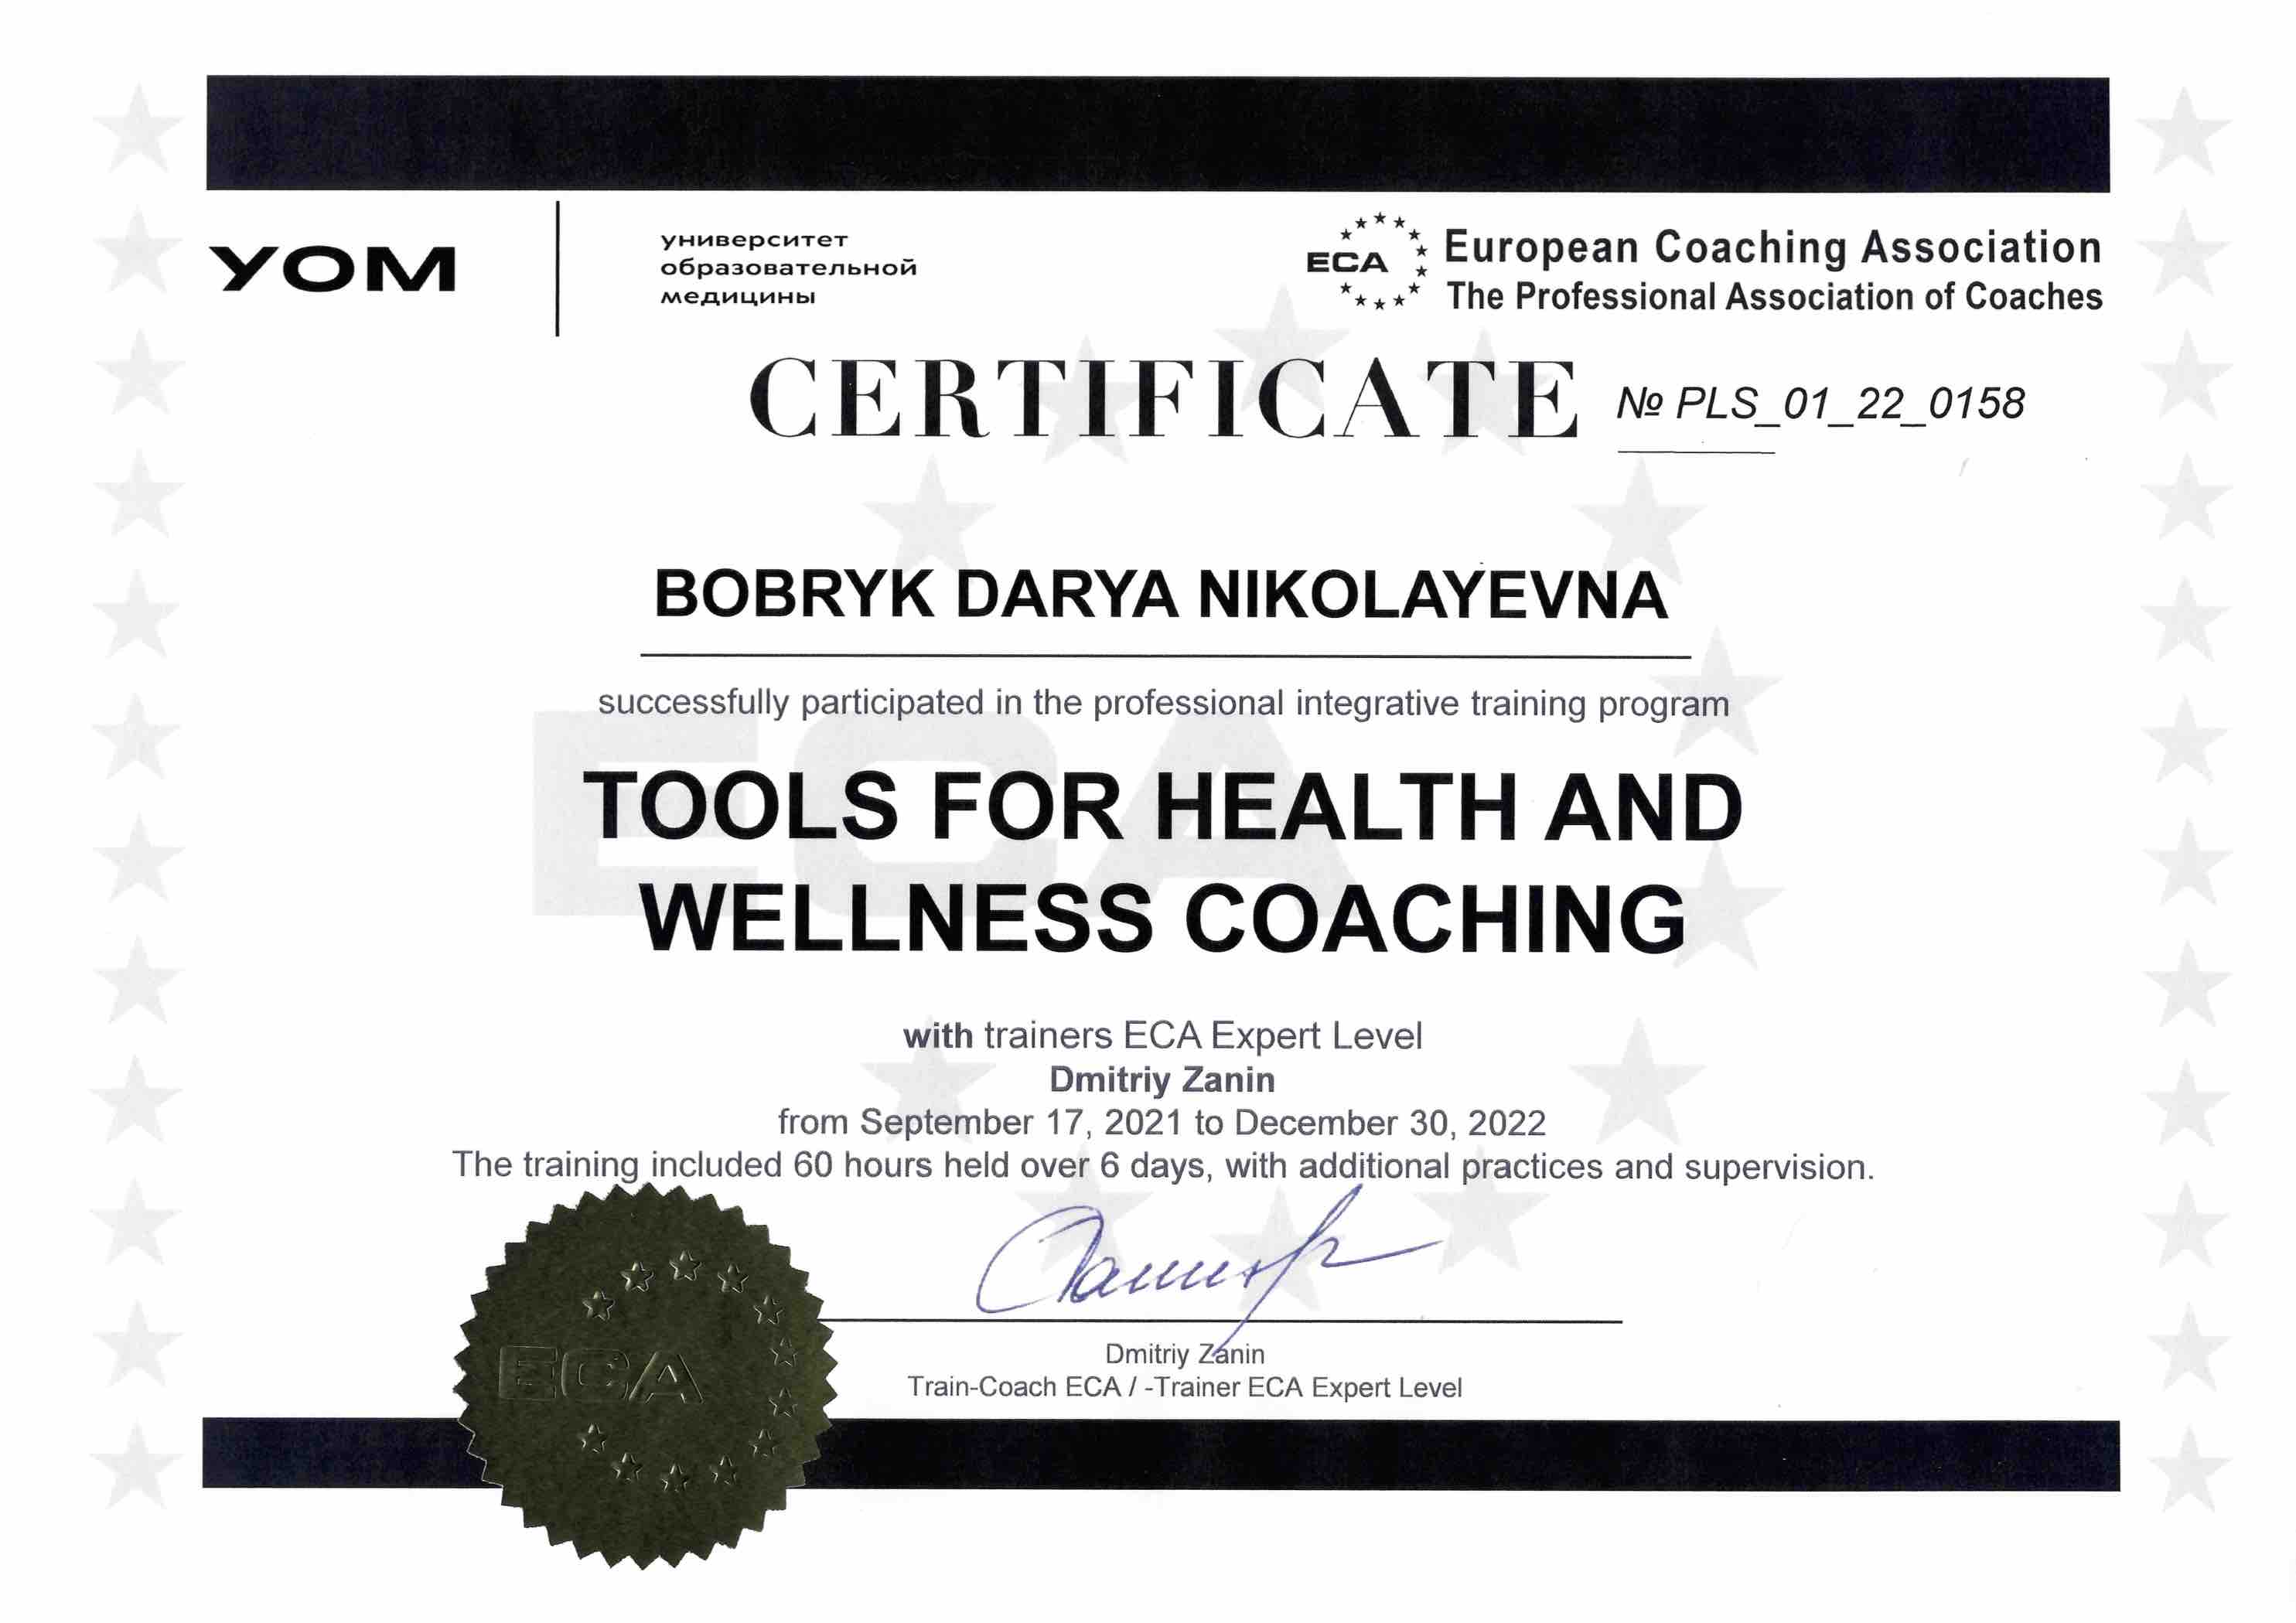 УОМ
университет
образовательной
медицины
ECA
European Coaching Association
The Professional Association of Coaches
CERTIFICATE № PLS_01_22_0158
BOBRYK DARYA NIKOLAYEVNA
successfully participated in the professional integrative training program
ECA
TOOLS FOR HEALTH AND
WELLNESS COACHING
with trainers ECA Expert Level
Dmitriy Zanin
from September 17, 2021 to December 30, 2022
The training included 60 hours held over 6 days, with additional practices and supervision.
ECA
Dmitriy Zanin
Train-Coach ECA / -Trainer ECA Expert Level